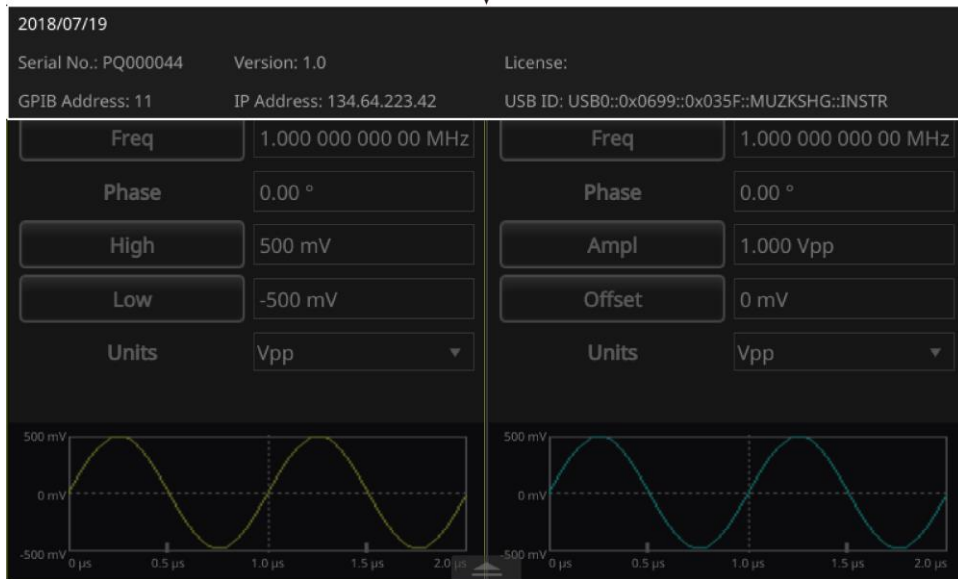 2018/07/19
Serial No.: PQ000044 Version: 1.0 License:
GPIB Address: 11 IP Address: 134.64.223.42 USB ID: USB0::0x0699::0x035F::MUZKSHG::INSTR
Freq 1.000 000 000 00 MHz Freq 1.000 000 000 00 MHz
Phase 0.00 ° Phase 0.00 °
High 500 mV Ampl 1.000 Vpp
Low -500 mV Offset 0 mV
Units Vpp Units Vpp
500 mV 500 mV
0 mV 0 mV
-500 mV -500 mV
0 µs 0.5 µs 1.0 µs 1.5 µs 2.0 µs 0 µs 0.5 µs 1.0 µs 1.5 µs 2.0 µs